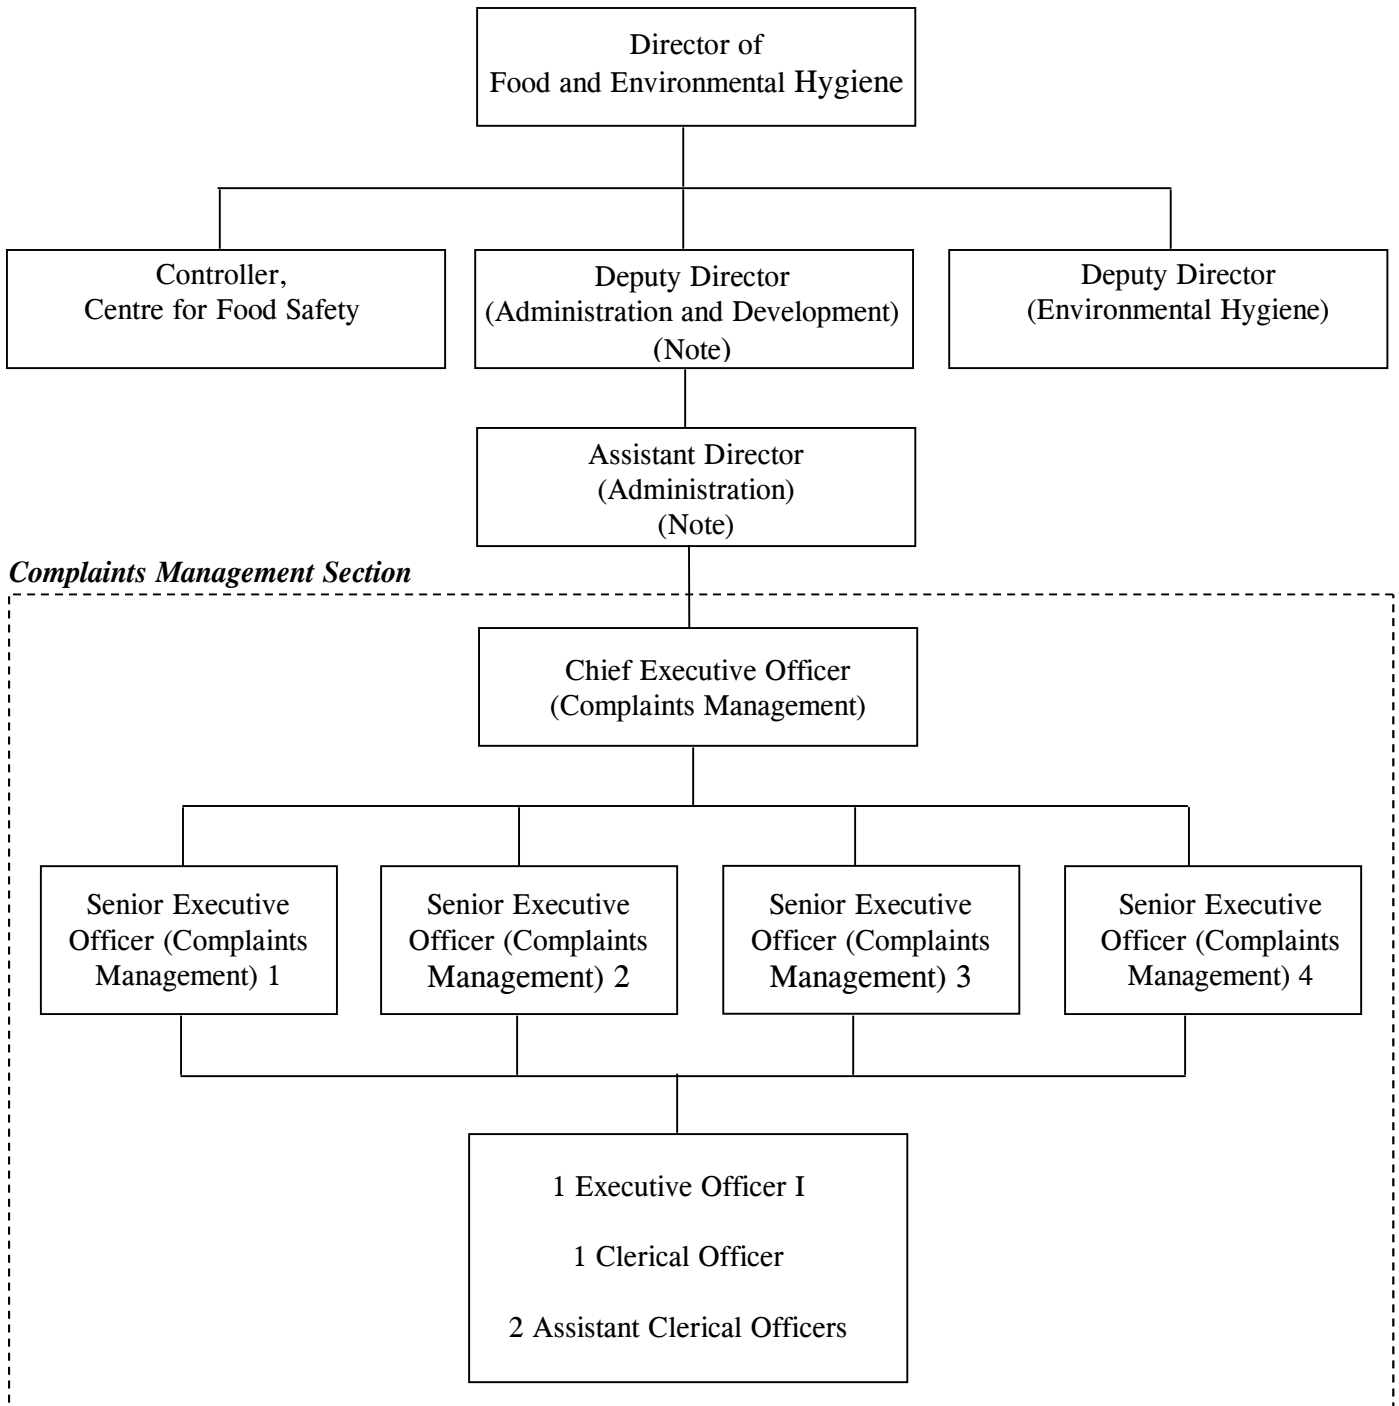 Director of
Food and Environmental Hygiene
Controller,
Centre for Food Safety
Deputy Director
(Administration and Development)
(Note)
Deputy Director
(Environmental Hygiene)
Assistant Director
(Administration)
(Note)
Complaints Management Section
Chief Executive Officer
(Complaints Management)
Senior Executive
Officer (Complaints
Management) 1
Senior Executive
Officer (Complaints
Management) 2
Senior Executive
Officer (Complaints
Management) 3
Senior Executive
Officer (Complaints
Management) 4
1 Executive Officer I
1 Clerical Officer
2 Assistant Clerical Officers